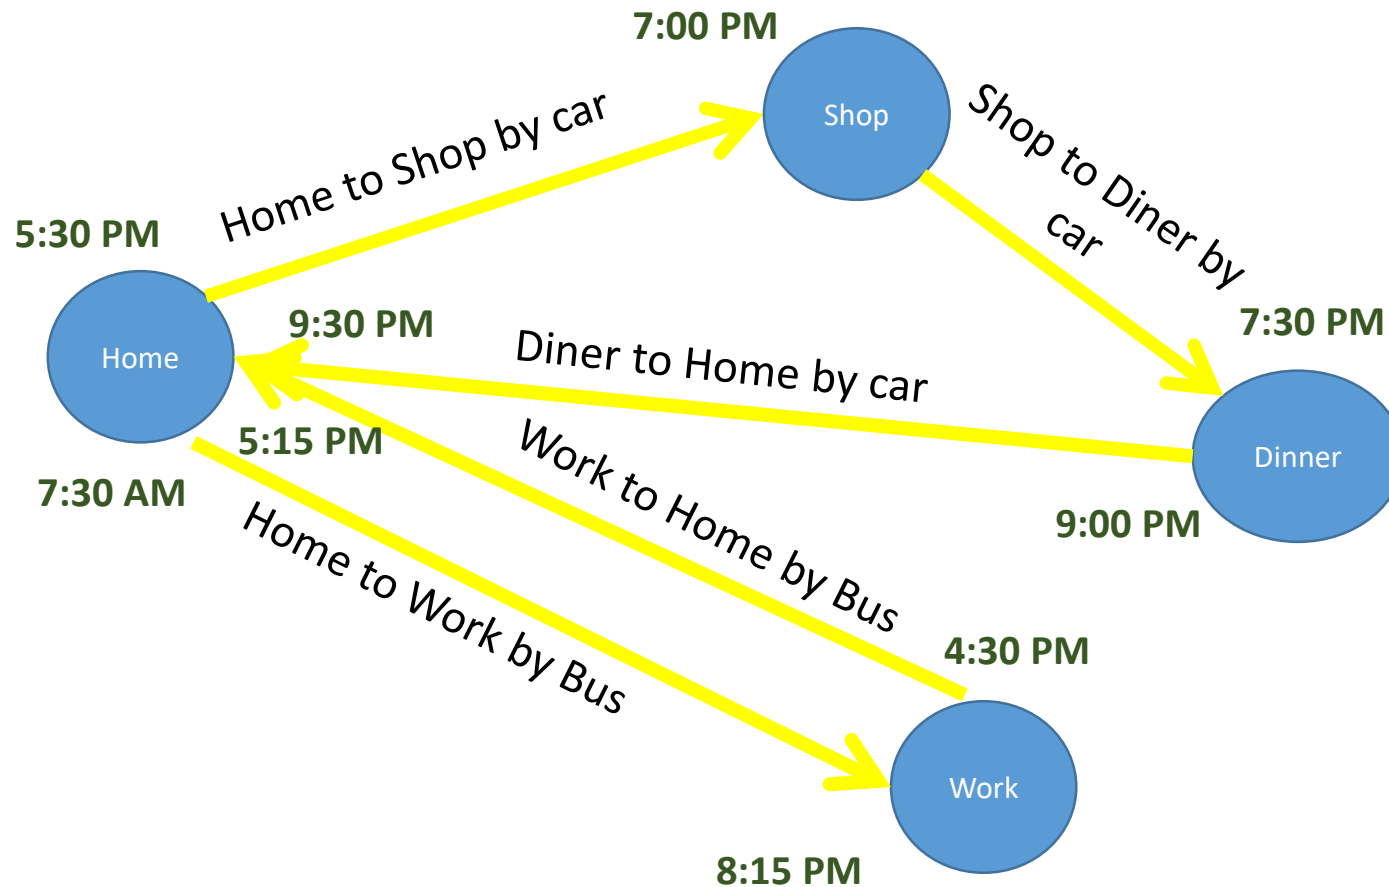 7:00 PM
Shop
Home to Shop by car
Shop to Diner by
car
5:30 PM
7:30 PM
9:30 PM
Home
Diner to Home by car
5:15 PM
Dinner
7:30 AM
Work to Home by Bus
9:00 PM
Home to Work by Bus
4:30 PM
Work
8:15 PM